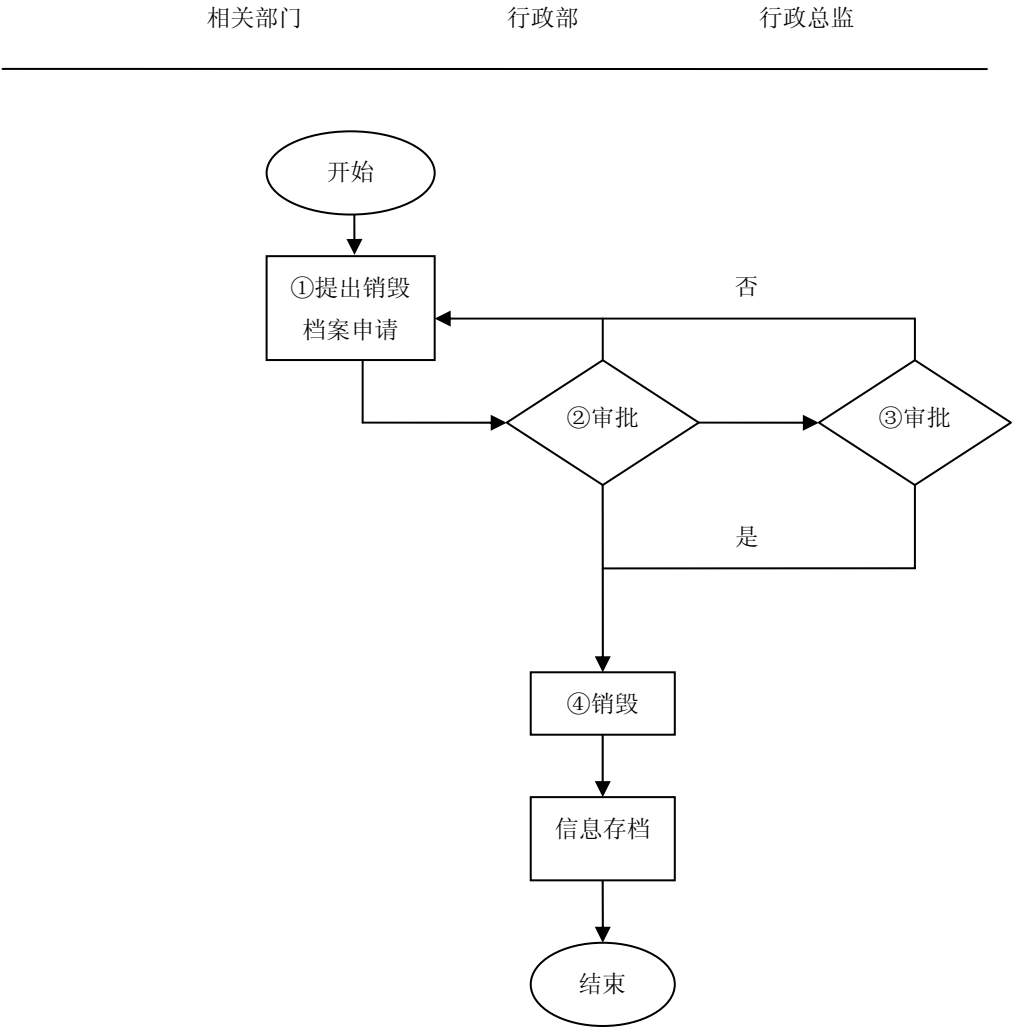 相关部门 行政部 行政总监
开始
①提出销毁
档案申请
否
②审批 ③审批
是
④销毁
信息存档
结束